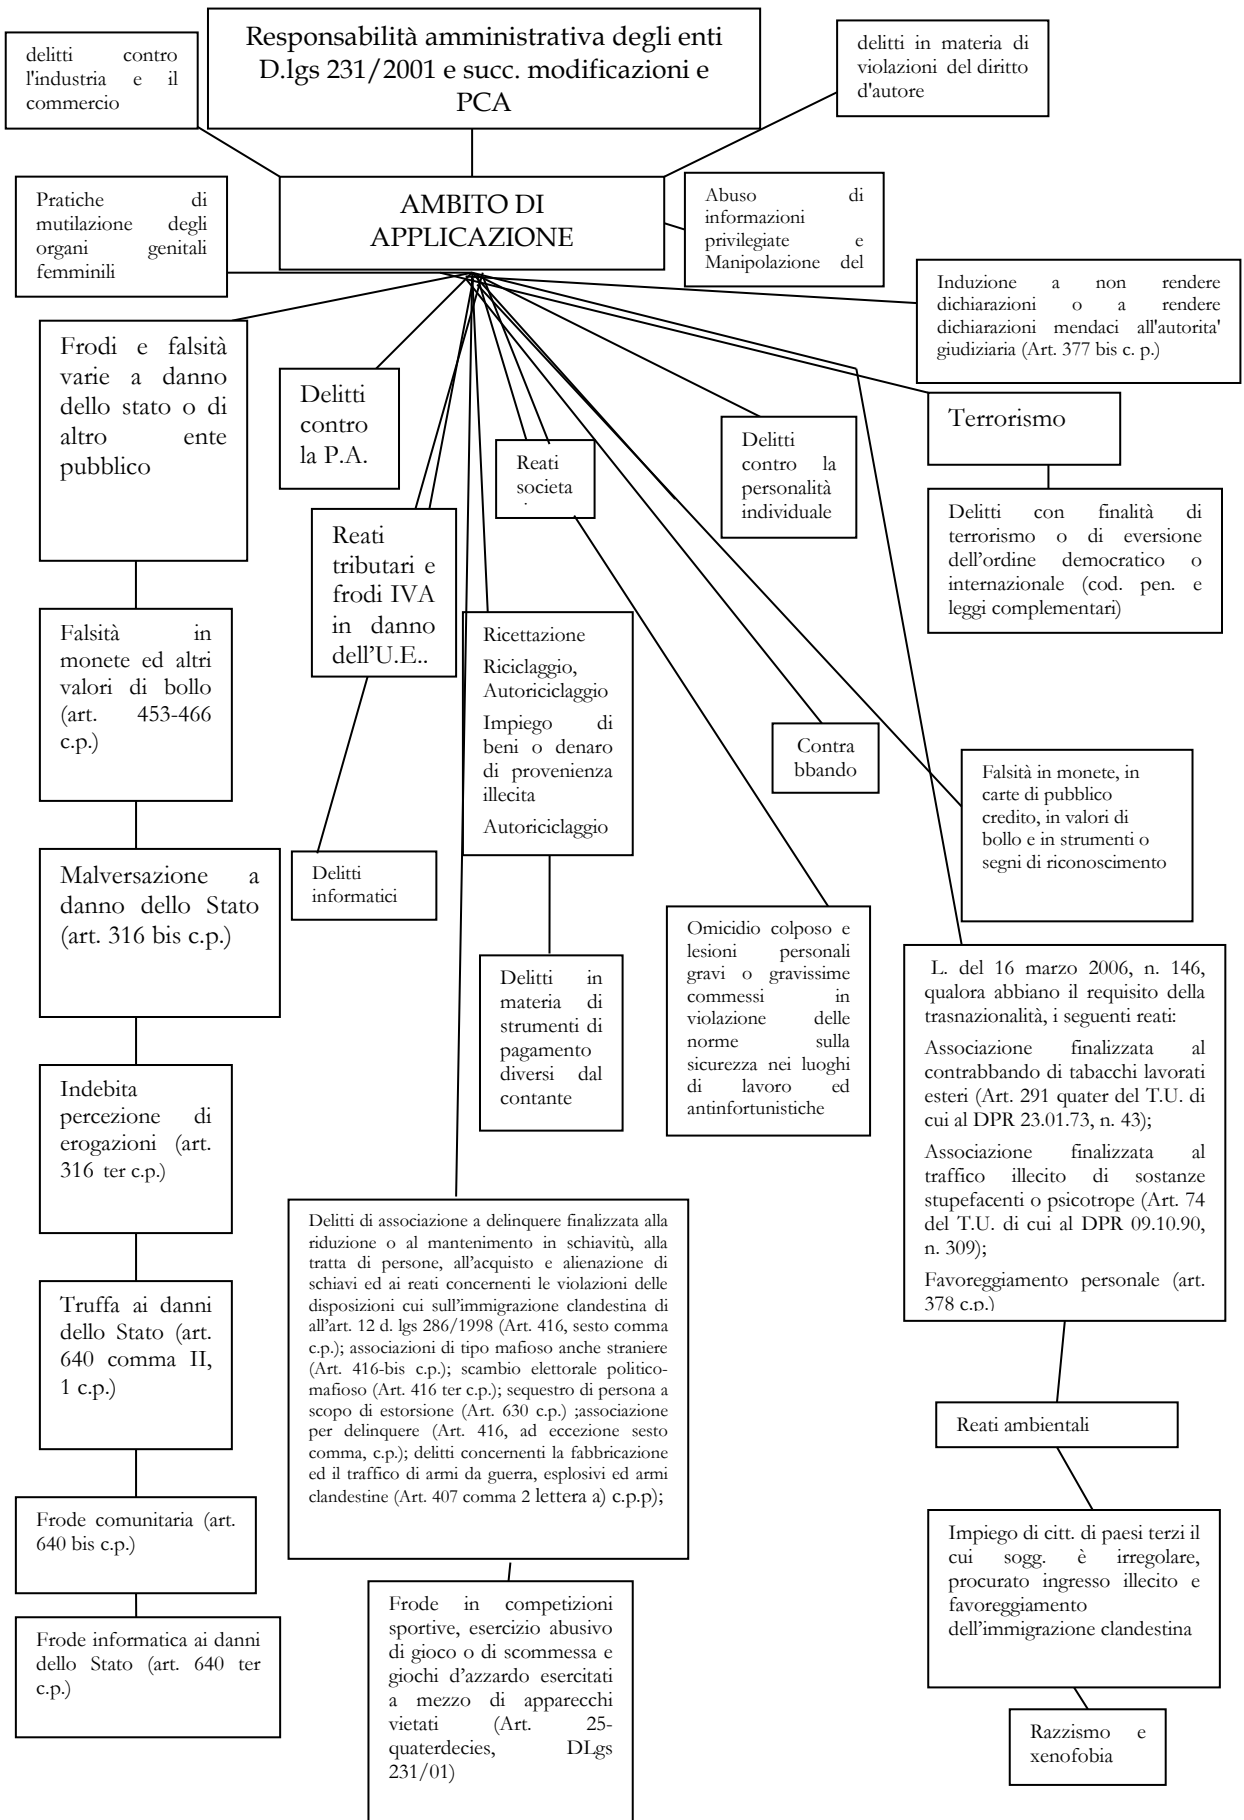 Responsabilità amministrativa degli enti
D.lgs 231/2001 e succ. modificazioni e
PCA
delitti contro
l'industria e il
commercio
delitti in materia di
violazioni del diritto
d'autore
AMBITO DI
APPLICAZIONE
Pratiche di
mutilazione degli
organi genitali
femminili
Abuso di
informazioni
privilegiate e
Manipolazione del
Induzione a non rendere
dichiarazioni o a rendere
dichiarazioni mendaci all'autorita'
giudiziaria (Art. 377 bis c. p.)
Frodi e falsità
varie a danno
dello stato o di
altro ente
pubblico
Delitti
contro
la P.A.
Reati
societa
Delitti
contro la
personalità
individuale
Terrorismo
Delitti con finalità di
terrorismo o di eversione
dell'ordine democratico o
internazionale (cod. pen. e
leggi complementari)
Reati
tributari e
frodi IVA
in danno
dell'U.E..
Falsità in
monete ed altri
valori di bollo
(art. 453-466
c.p.)
Ricettazione
Riciclaggio,
Autoriciclaggio
Impiego di
beni o denaro
di provenienza
illecita
Autoriciclaggio
Contra
bbando
Falsità in monete, in
carte di pubblico
credito, in valori di
bollo e in strumenti o
segni di riconoscimento
Malversazione a
danno dello Stato
(art. 316 bis c.p.)
Delitti
informatici
Omicidio colposo e
lesioni personali
gravi o gravissime
commessi in
violazione delle
norme sulla
sicurezza nei luoghi
di lavoro ed
antinfortunistiche
Delitti in
materia di
strumenti di
pagamento
diversi dal
contante
L. del 16 marzo 2006, n. 146,
qualora abbiano il requisito della
trasnazionalità, i seguenti reati:
Associazione finalizzata al
contrabbando di tabacchi lavorati
esteri (Art. 291 quater del T.U. di
cui al DPR 23.01.73, n. 43);
Associazione finalizzata al
traffico illecito di sostanze
stupefacenti o psicotrope (Art. 74
del T.U. di cui al DPR 09.10.90,
n. 309);
Favoreggiamento personale (art.
378 c.p.)
Indebita
percezione di
erogazioni (art.
316 ter c.p.)
Delitti di associazione a delinquere finalizzata alla
riduzione o al mantenimento in schiavitù, alla
tratta di persone, all'acquisto e alienazione di
schiavi ed ai reati concernenti le violazioni delle
disposizioni cui sull'immigrazione clandestina di
all'art. 12 d. lgs 286/1998 (Art. 416, sesto comma
c.p.); associazioni di tipo mafioso anche straniere
(Art. 416-bis c.p.); scambio elettorale politico-
mafioso (Art. 416 ter c.p.); sequestro di persona a
scopo di estorsione (Art. 630 c.p.) ;associazione
per delinquere (Art. 416, ad eccezione sesto
comma, c.p.); delitti concernenti la fabbricazione
ed il traffico di armi da guerra, esplosivi ed armi
clandestine (Art. 407 comma 2 lettera a) c.p.p);
Truffa ai danni
dello Stato (art.
640 comma II,
1 c.p.)
Reati ambientali
Frode comunitaria (art.
640 bis c.p.)
Impiego di citt. di paesi terzi il
cui sogg. è irregolare,
procurato ingresso illecito e
favoreggiamento
dell'immigrazione clandestina
Frode informatica ai danni
dello Stato (art. 640 ter
c.p.)
Frode in competizioni
sportive, esercizio abusivo
di gioco o di scommessa e
giochi d'azzardo esercitati
a mezzo di apparecchi
vietati (Art. 25-
quaterdecies, DLgs
231/01)
Razzismo e
xenofobia